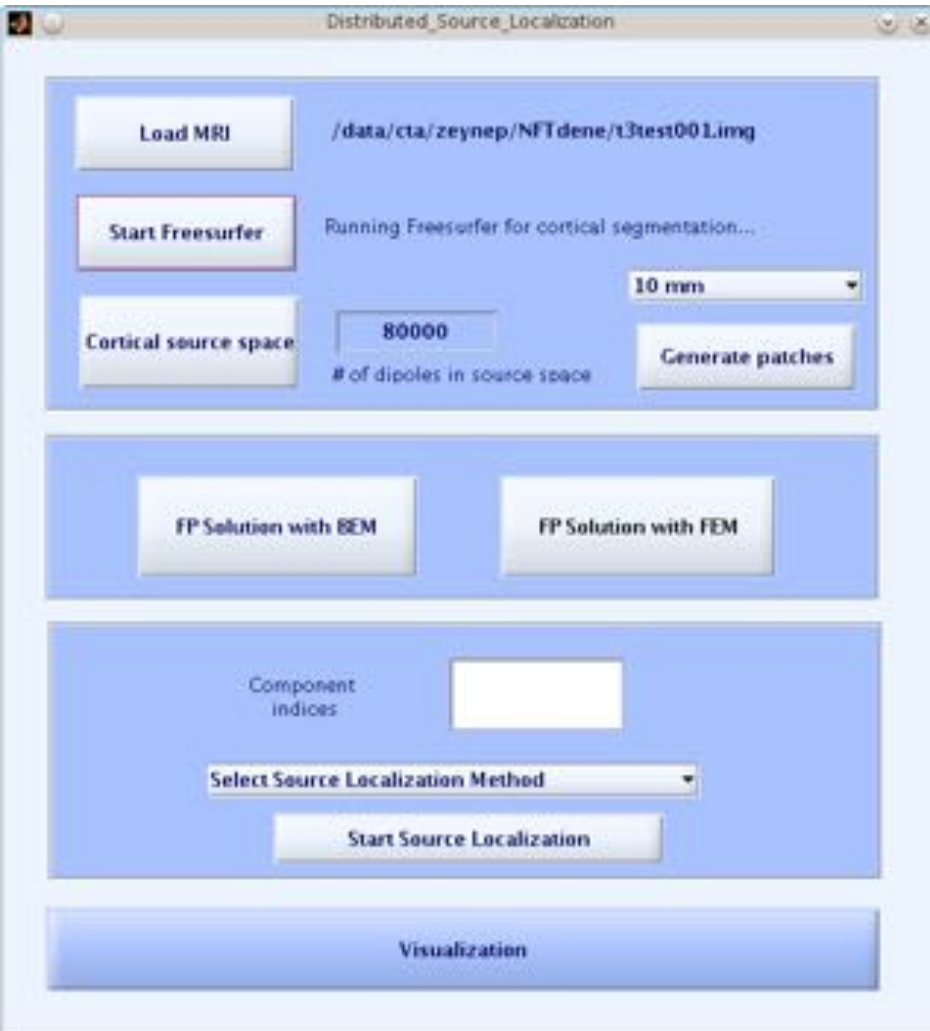 Distributed_Source_Localization
Load MRI
/data/cta/zeynep/NFTdene/t3test001.img
Start Freesurfer
Running Freesurfer for cortical segmentation...
10 mm
Cortical source space
80000
# of dipoles in source space
Generate patches
FP Solution with BEM
FP Solution with FEM
Component
indices
Select Source Localization Method
Start Source Localization
Visualization